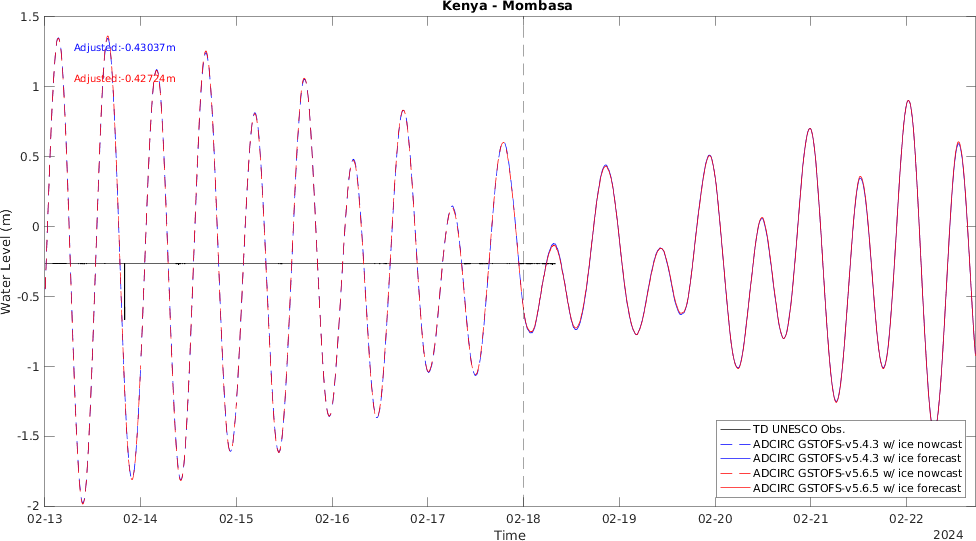 Kenya - Mombasa
1.5
1
0.5
0
-0.5
-1
-1.5
-2
Water Level (m)
Adjusted:-0.43037m
Adjusted:-0.42724m
TD UNESCO Obs.
ADCIRC GSTOFS-v5.4.3 w/ ice nowcast
ADCIRC GSTOFS-v5.4.3 w/ ice forecast
ADCIRC GSTOFS-v5.6.5 w/ ice nowcast
ADCIRC GSTOFS-v5.6.5 w/ ice forecast
02-13 02-14 02-15 02-16 02-17 02-18 02-19 02-20 02-21 02-22
Time
2024